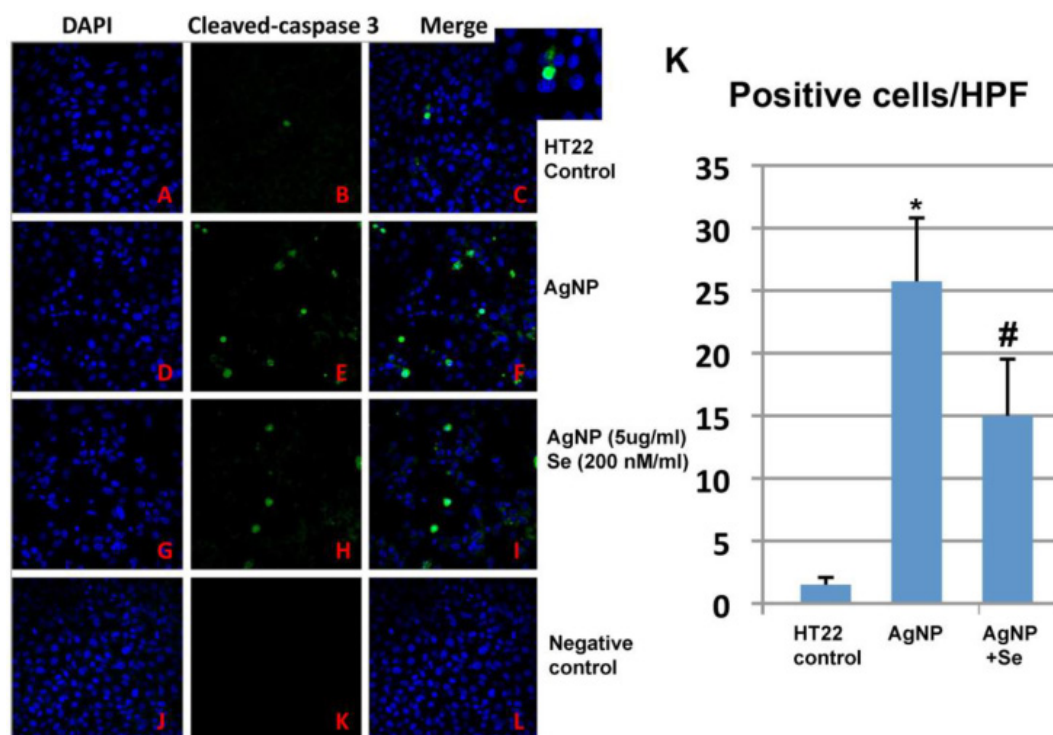 DAPI Cleaved-caspase 3 Merge
A B C
HT22
Control
D E F
AgNP
G H I
AgNP (5ug/ml)
Se (200 nM/ml)
J K L
Negative
control
K
Positive cells/HPF
35
30
25
20
15
10
5
0
*
#
HT22
control
AgNP
AgNP
+Se